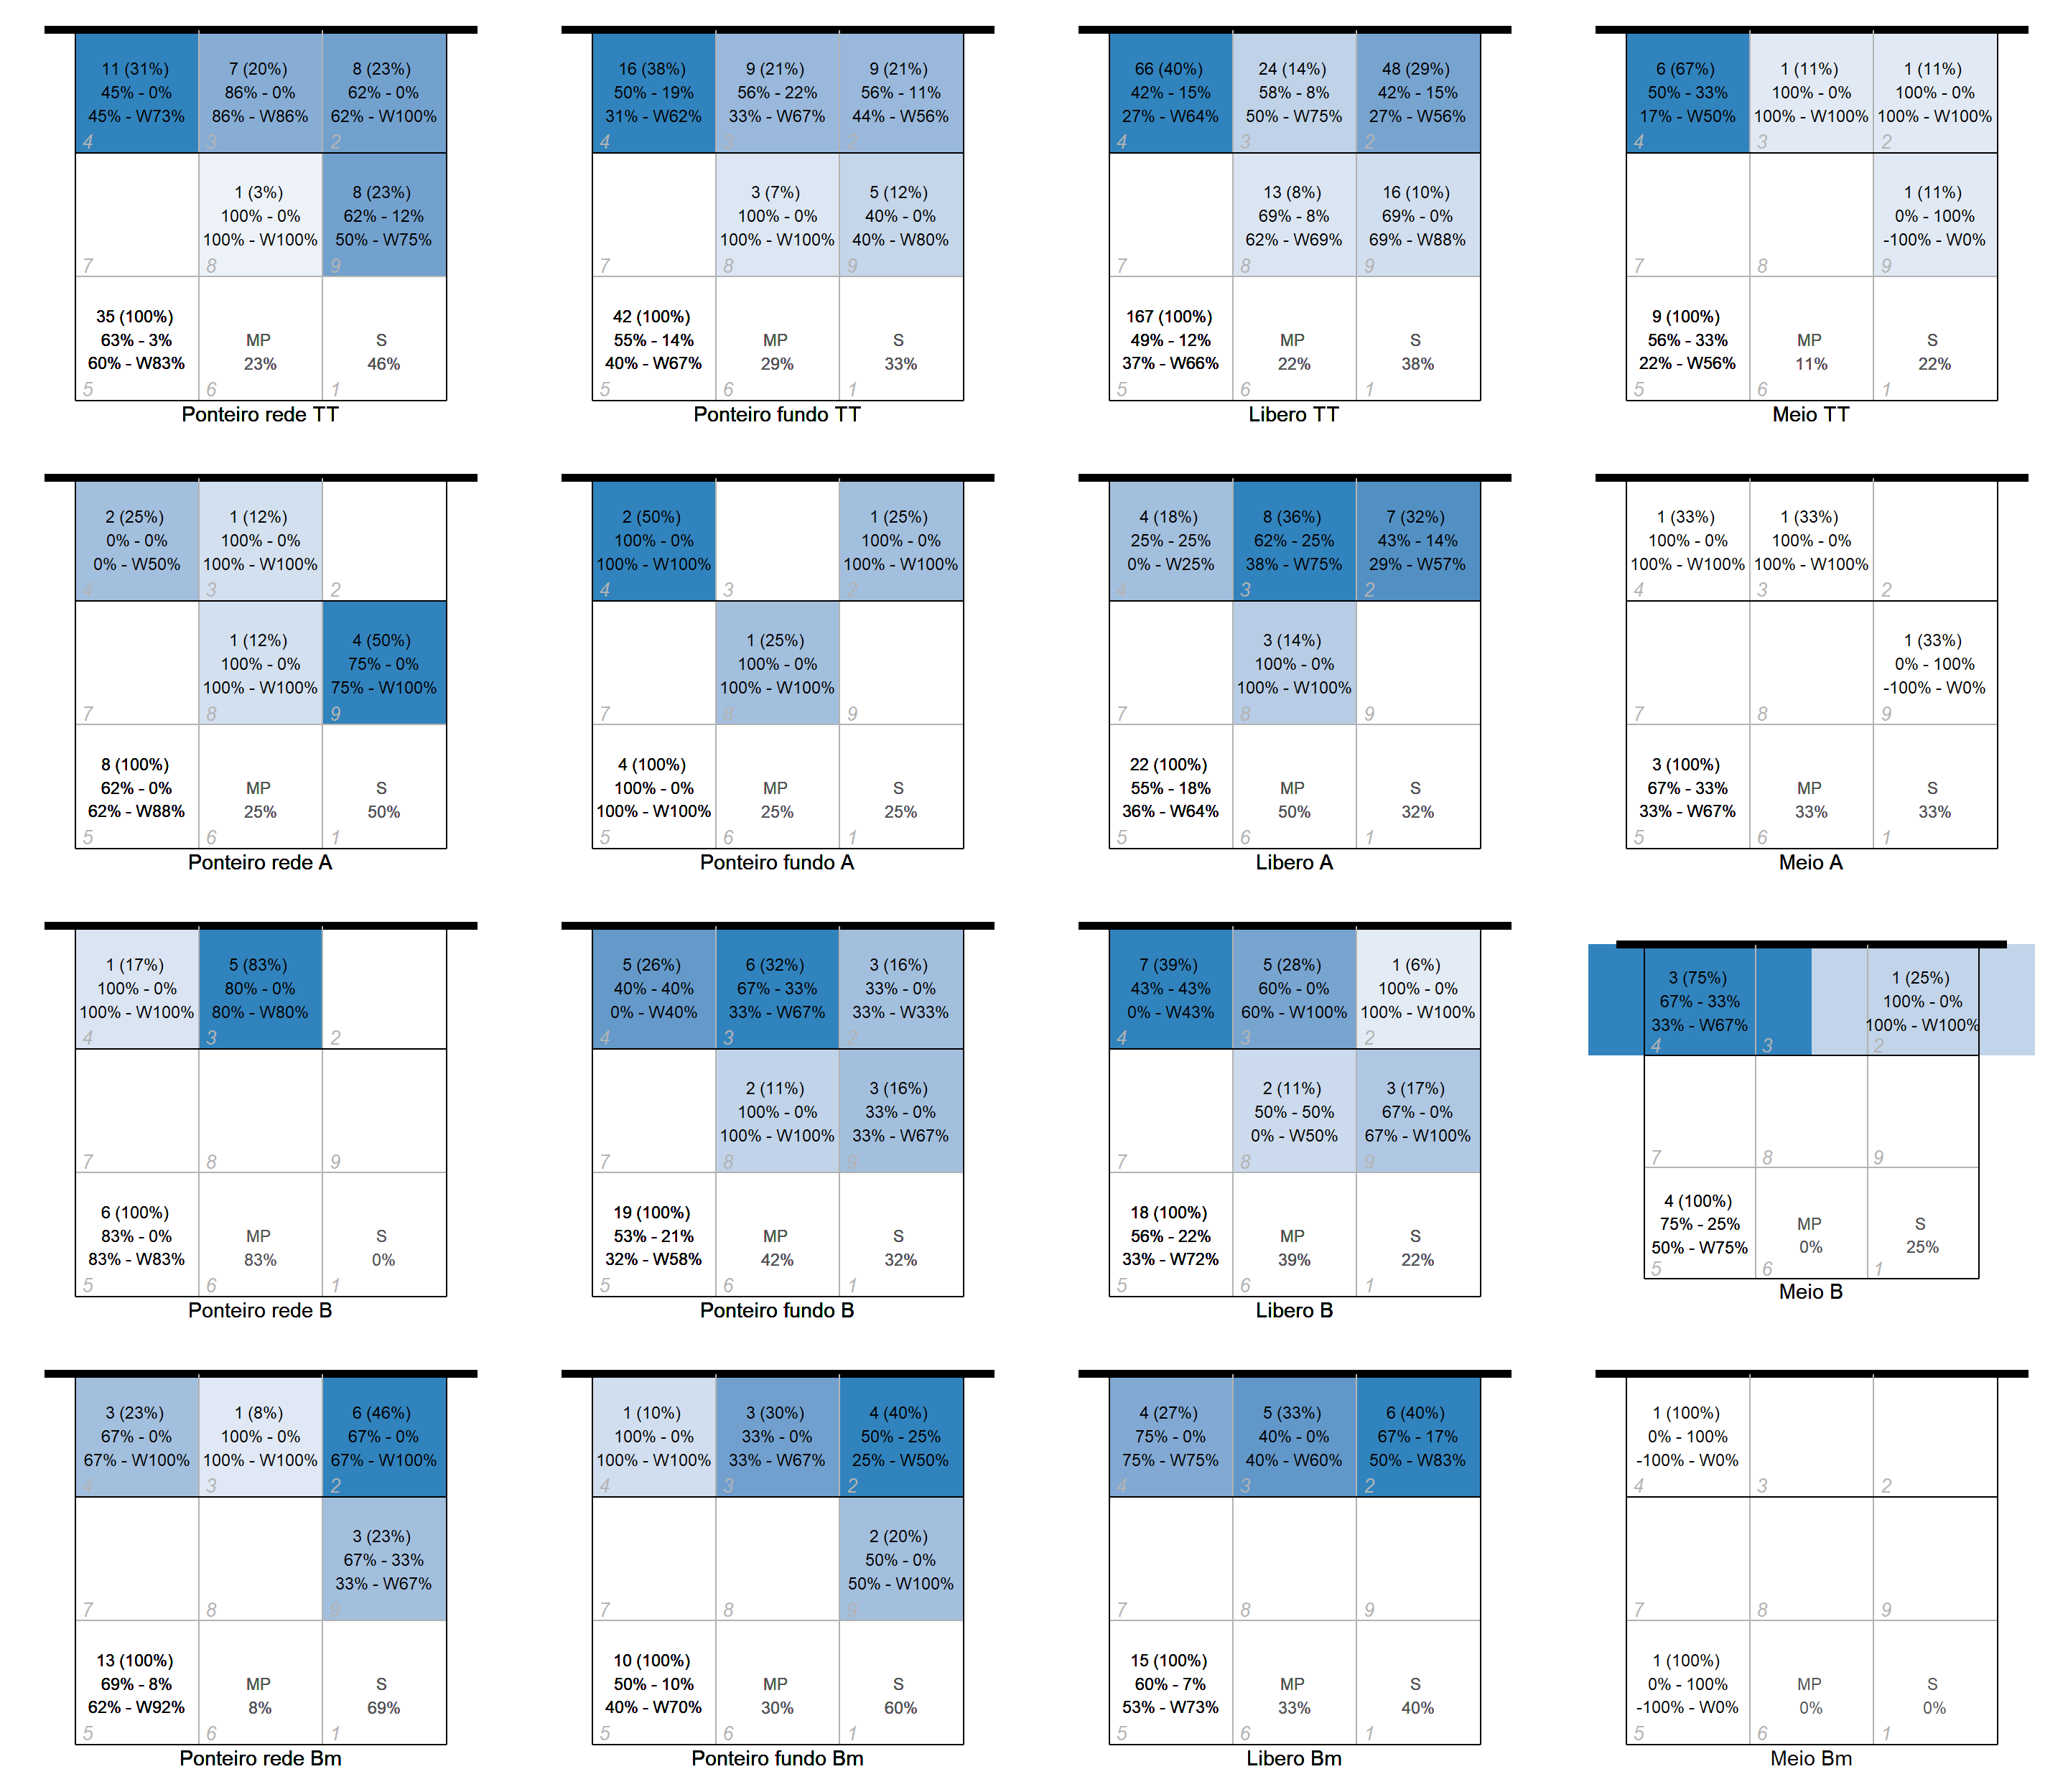 11 (31%)
45% - 0%
45% - W73%
4
7 (20%)
86% - 0%
86% - W86%
3
8 (23%)
62% - 0%
62% - W100%
2
7
1 (3%)
100% - 0%
100% - W100%
8
8 (23%)
62% - 12%
50% - W75%
9
35 (100%)
63% - 3%
60% - W83%
5
MP
23%
6
S
46%
1
Ponteiro rede TT
16 (38%)
50% - 19%
31% - W62%
4
9 (21%)
56% - 22%
33% - W67%
9 (21%)
56% - 11%
44% - W56%
7
3 (7%)
100% - 0%
100% - W100%
8
5 (12%)
40% - 0%
40% - W80%
9
42 (100%)
55% - 14%
40% - W67%
5
MP
29%
6
S
33%
1
Ponteiro fundo TT
66 (40%)
42% - 15%
27% - W64%
4
24 (14%)
58% - 8%
50% - W75%
3
48 (29%)
42% - 15%
27% - W56%
2
7
13 (8%)
69% - 8%
62% - W69%
8
16 (10%)
69% - 0%
69% - W88%
9
167 (100%)
49% - 12%
37% - W66%
5
MP
22%
6
S
38%
1
Libero TT
6 (67%)
50% - 33%
17% - W50%
4
1 (11%)
100% - 0%
100% - W100%
3
1 (11%)
100% - 0%
100% - W100%
2
7
8
1 (11%)
0% - 100%
-100% - W0%
9
9 (100%)
56% - 33%
22% - W56%
5
MP
11%
6
S
22%
1
Meio TT
2 (25%)
0% - 0%
0% - W50%
4
1 (12%)
100% - 0%
100% - W100%
3
2
7
1 (12%)
100% - 0%
100% - W100%
8
4 (50%)
75% - 0%
75% - W100%
9
8 (100%)
62% - 0%
62% - W88%
5
MP
25%
6
S
50%
1
Ponteiro rede A
2 (50%)
100% - 0%
100% - W100%
4
3
1 (25%)
100% - 0%
100% - W100%
2
7
1 (25%)
100% - 0%
100% - W100%
8
9
4 (100%)
100% - 0%
100% - W100%
5
MP
25%
6
S
25%
1
Ponteiro fundo A
4 (18%)
25% - 25%
0% - W25%
4
8 (36%)
62% - 25%
38% - W75%
3
7 (32%)
43% - 14%
29% - W57%
2
7
3 (14%)
100% - 0%
100% - W100%
8
9
22 (100%)
55% - 18%
36% - W64%
5
MP
50%
6
S
32%
1
Libero A
1 (33%)
100% - 0%
100% - W100%
4
1 (33%)
100% - 0%
100% - W100%
3
2
7
8
1 (33%)
0% - 100%
-100% - W0%
9
3 (100%)
67% - 33%
33% - W67%
5
MP
33%
6
S
33%
1
Meio A
1 (17%)
100% - 0%
100% - W100%
4
5 (83%)
80% - 0%
80% - W80%
3
2
7
8
9
6 (100%)
83% - 0%
83% - W83%
5
MP
83%
6
S
0%
1
Ponteiro rede B
5 (26%)
40% - 40%
0% - W40%
4
6 (32%)
67% - 33%
33% - W67%
3
3 (16%)
33% - 0%
33% - W33%
2
7
2 (11%)
100% - 0%
100% - W100%
8
3 (16%)
33% - 0%
33% - W67%
9
19 (100%)
53% - 21%
32% - W58%
5
MP
42%
6
S
32%
1
Ponteiro fundo B
7 (39%)
43% - 43%
0% - W43%
4
5 (28%)
60% - 0%
60% - W100%
3
1 (6%)
100% - 0%
100% - W100%
2
7
2 (11%)
50% - 50%
0% - W50%
8
3 (17%)
67% - 0%
67% - W100%
9
18 (100%)
56% - 22%
33% - W72%
5
MP
39%
6
S
22%
1
Libero B
3 (75%)
67% - 33%
33% - W67%
4
3
1 (25%)
100% - 0%
100% - W100%
2
7
8
9
4 (100%)
75% - 25%
50% - W75%
5
MP
0%
6
S
25%
1
Meio B
3 (23%)
67% - 0%
67% - W100%
4
1 (8%)
100% - 0%
100% - W100%
3
6 (46%)
67% - 0%
67% - W100%
2
7
8
3 (23%)
67% - 33%
33% - W67%
9
13 (100%)
69% - 8%
62% - W92%
5
MP
8%
6
S
69%
1
Ponteiro rede Bm
1 (10%)
100% - 0%
100% - W100%
4
3 (30%)
33% - 0%
33% - W67%
3
4 (40%)
50% - 25%
25% - W50%
2
7
8
2 (20%)
50% - 0%
50% - W100%
9
10 (100%)
50% - 10%
40% - W70%
5
MP
30%
6
S
60%
1
Ponteiro fundo Bm
4 (27%)
75% - 0%
75% - W75%
4
5 (33%)
40% - 0%
40% - W60%
3
6 (40%)
67% - 17%
50% - W83%
2
7
8
9
15 (100%)
60% - 7%
53% - W73%
5
MP
33%
6
S
40%
1
Libero Bm
1 (100%)
0% - 100%
-100% - W0%
4
3
2
7
8
9
1 (100%)
0% - 100%
-100% - W0%
5
MP
0%
6
S
0%
1
Meio Bm